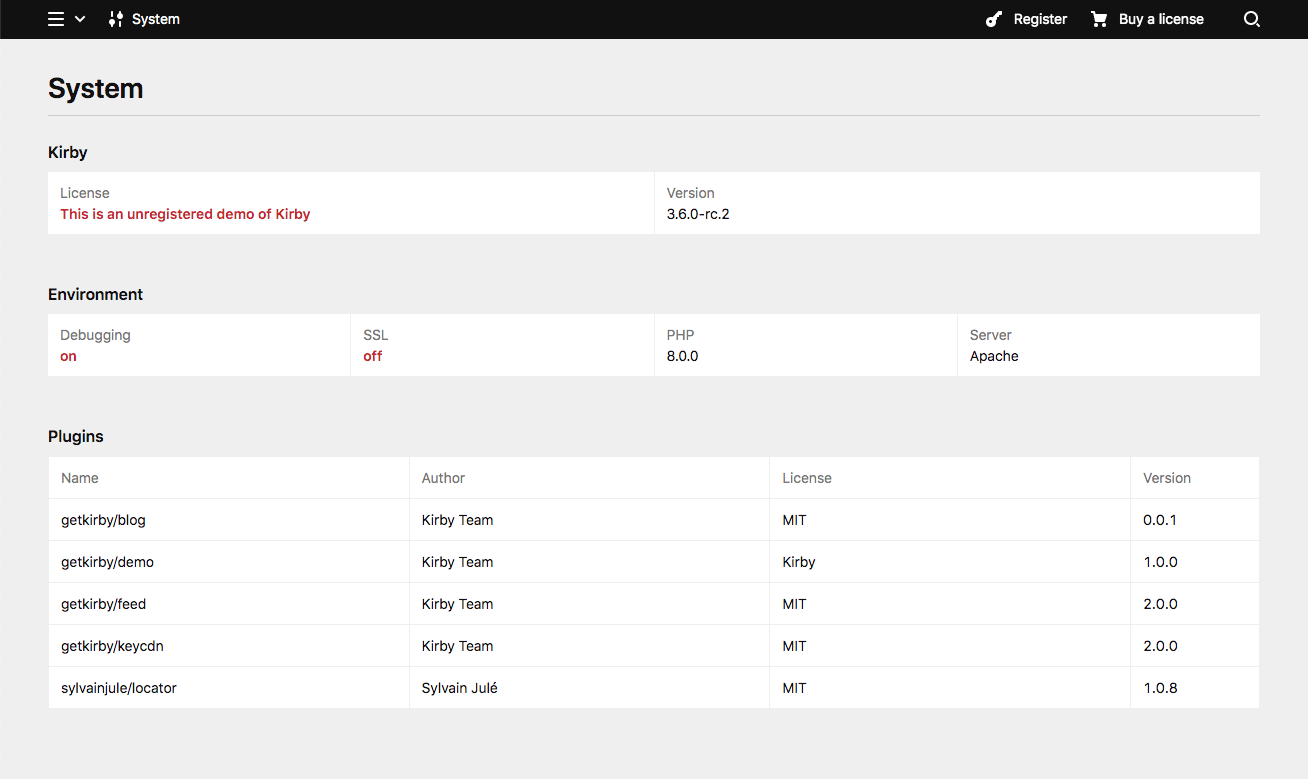 System Register Buy a license
System
Kirby
License Version
This is an unregistered demo of Kirby 3.6.0-rc.2
Environment
Debugging SSL PHP Server
on off 8.0.0 Apache
Plugins
Name Author License Version
getkirby/blog Kirby Team MIT 0.0.1
getkirby/demo Kirby Team Kirby 1.0.0
getkirby/feed Kirby Team MIT 2.0.0
getkirby/keycdn Kirby Team MIT 2.0.0
sylvainjule/locator Sylvain Julé MIT 1.0.8